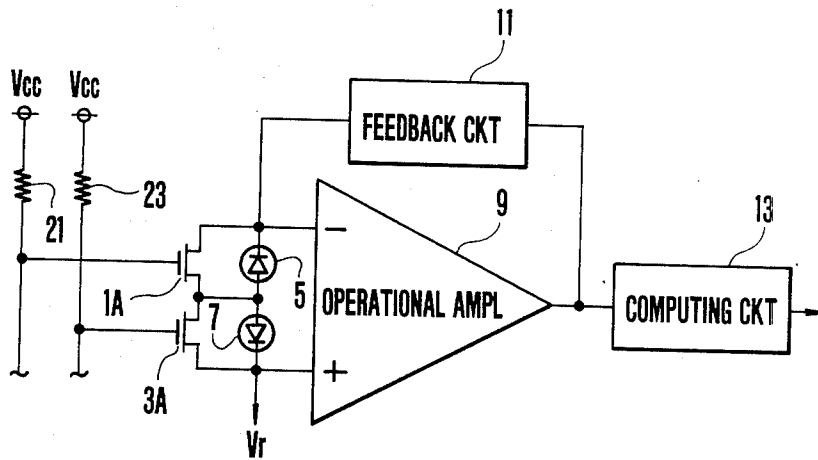 11
Vcc Vcc
FEEDBACK CKT
21
23
9
13
1A
5
OPERATIONAL AMPL
COMPUTING CKT
7
3A
Vr